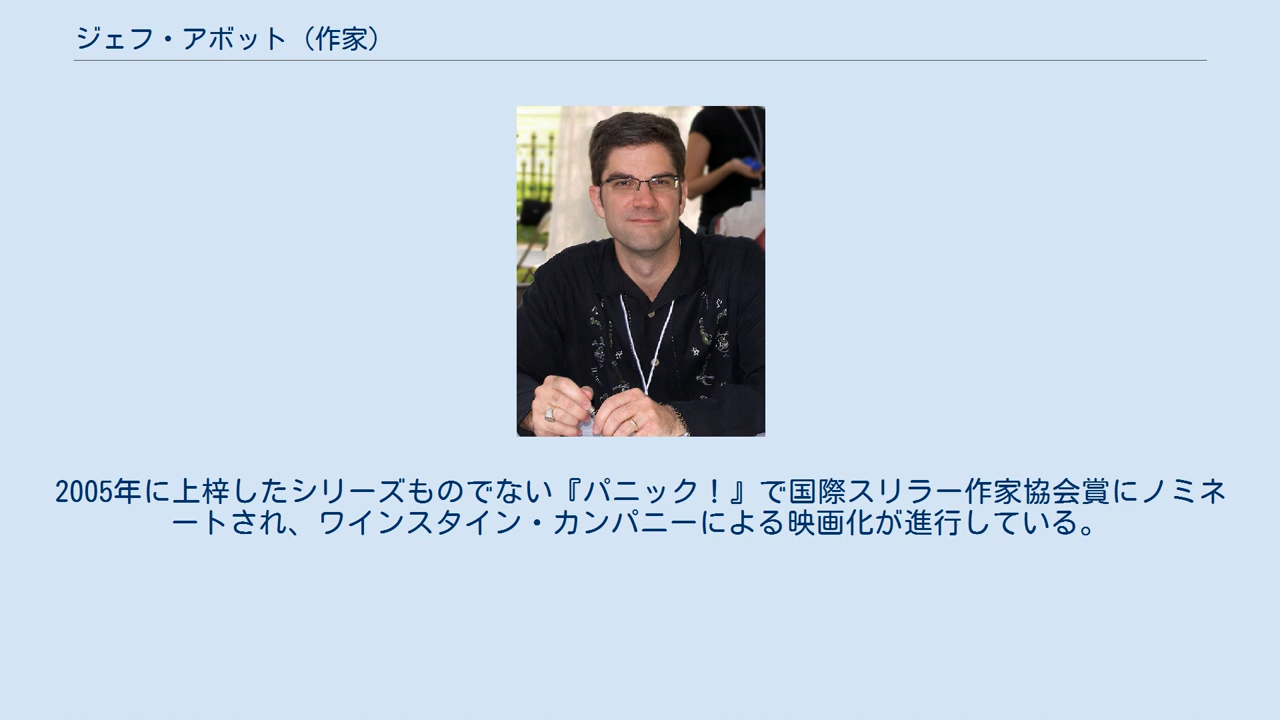 ジェフ・アボット（作家）
2005年に上梓したシリーズものでない『パニック！』で国際スリラー作家協会賞にノミネ
ートされ、ワインスタイン・カンパニーによる映画化が進行している。